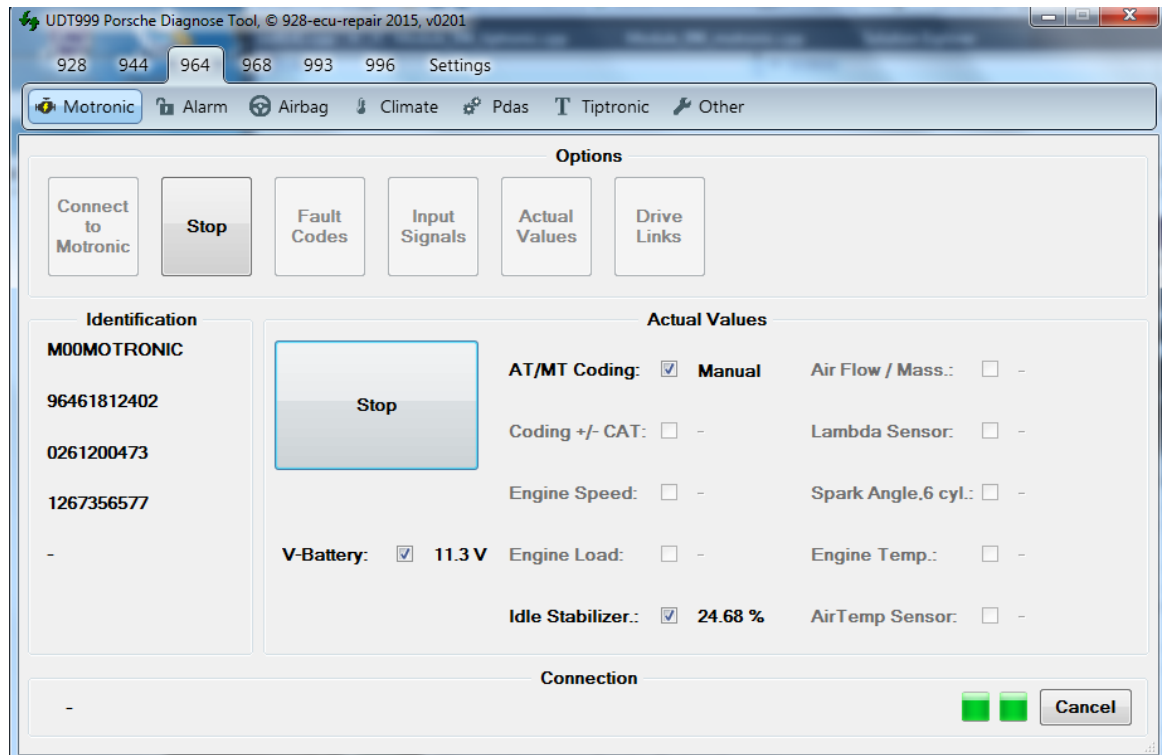 UDT999 Porsche Diagnose Tool, © 928-ecu-repair 2015, v0201
928 944 964 968 993 996 Settings
Motronic Alarm Airbag Climate Pdas T Tiptronic Other
Options
Connect
to
Motronic
Stop
Fault
Codes
Input
Signals
Actual
Values
Drive
Links
Identification
M00MOTRONIC
96461812402
0261200473
1267356577
-
Actual Values
Stop
V-Battery: 11.3 V
AT/MT Coding: Manual
Coding +/- CAT: -
Engine Speed: -
Engine Load: -
Idle Stabilizer.: 24.68 %
Air Flow / Mass.: -
Lambda Sensor: -
Spark Angle,6 cyl.: -
Engine Temp.: -
AirTemp Sensor: -
Connection
-
Cancel